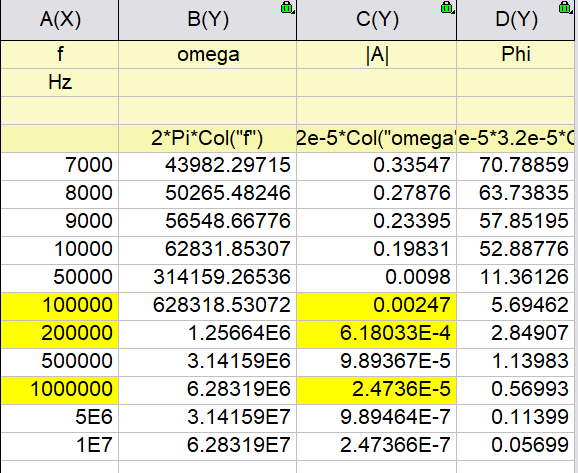 A(X) B(Y) C(Y) D(Y)
f omega |A| Phi
Hz
2*Pi*Col("f") 2e-5*Col("omega" e-5*3.2e-5*C
7000 43982.29715 0.33547 70.78859
8000 50265.48246 0.27876 63.73835
9000 56548.66776 0.23395 57.85195
10000 62831.85307 0.19831 52.88776
50000 314159.26536 0.0098 11.36126
100000 628318.53072 0.00247 5.69462
200000 1.25664E6 6.18033E-4 2.84907
500000 3.14159E6 9.89367E-5 1.13983
1000000 6.28319E6 2.4736E-5 0.56993
5E6 3.14159E7 9.89464E-7 0.11399
1E7 6.28319E7 2.47366E-7 0.05699